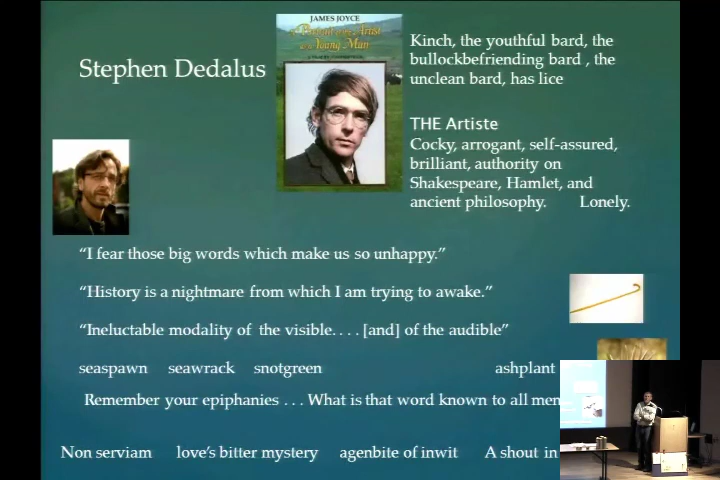 JAMES JOYCE
A Portrait of the Artist
as a Young Man
Stephen Dedalus
Kinch, the youthful bard, the
bullockbefriending bard , the
unclean bard, has lice
THE Artiste
Cocky, arrogant, self-assured,
brilliant, authority on
Shakespeare, Hamlet, and
ancient philosophy. Lonely.
“I fear those big words which make us so unhappy.”
“History is a nightmare from which I am trying to awake.”
“Ineluctable modality of the visible. . . . [and] of the audible”
seaspawn seawrack snotgreen ashplant
Remember your epiphanies . . . What is that word known to all men
Non serviam love’s bitter mystery agenbite of inwit A shout in